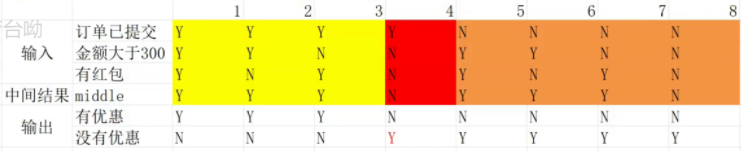 1 2 3 4 5 6 7 8
台呦
订单已提交 Y Y Y Y N N N N
输入 金额大于300 Y Y N N Y Y N N
有红包 Y N Y N Y N Y N
中间结果 middle Y Y Y N Y Y Y N
有优惠 Y Y Y N N N N N
输出
没有优惠 N N N Y Y Y Y Y